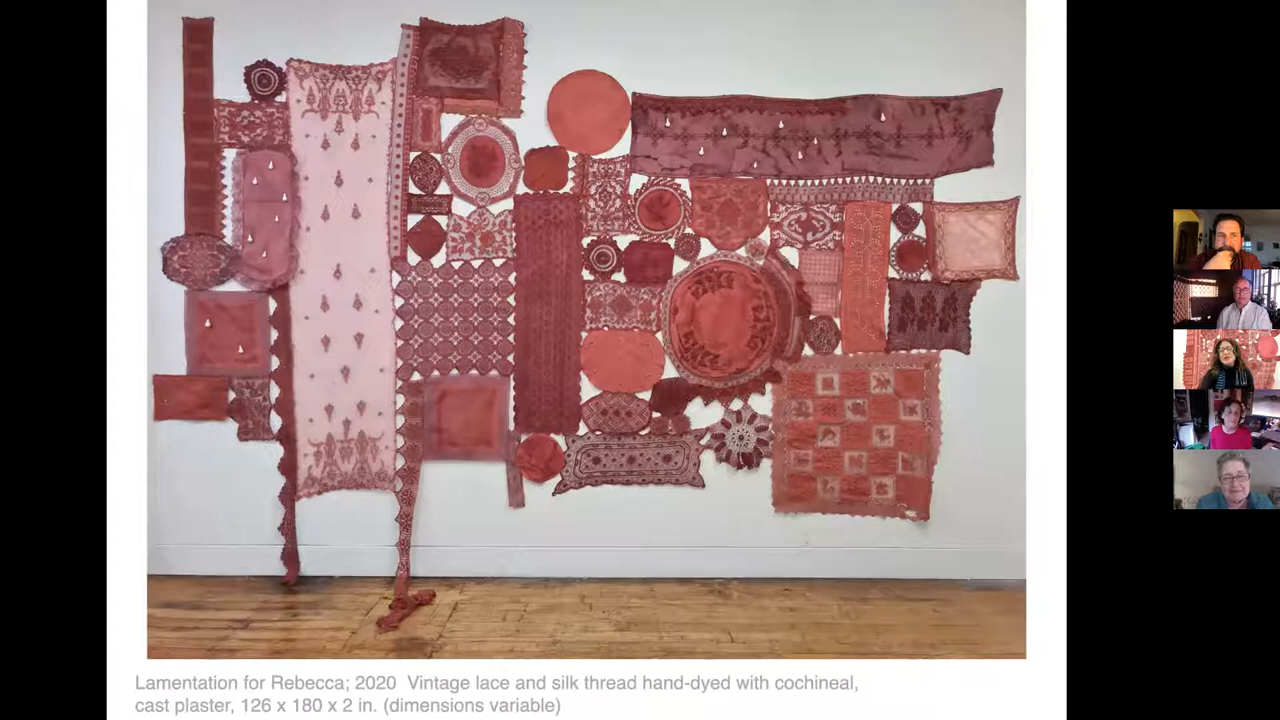 Lamentation for Rebecca; 2020  Vintage lace and silk thread hand-dyed with cochineal,
cast plaster, 126 x 180 x 2 in. (dimensions variable)